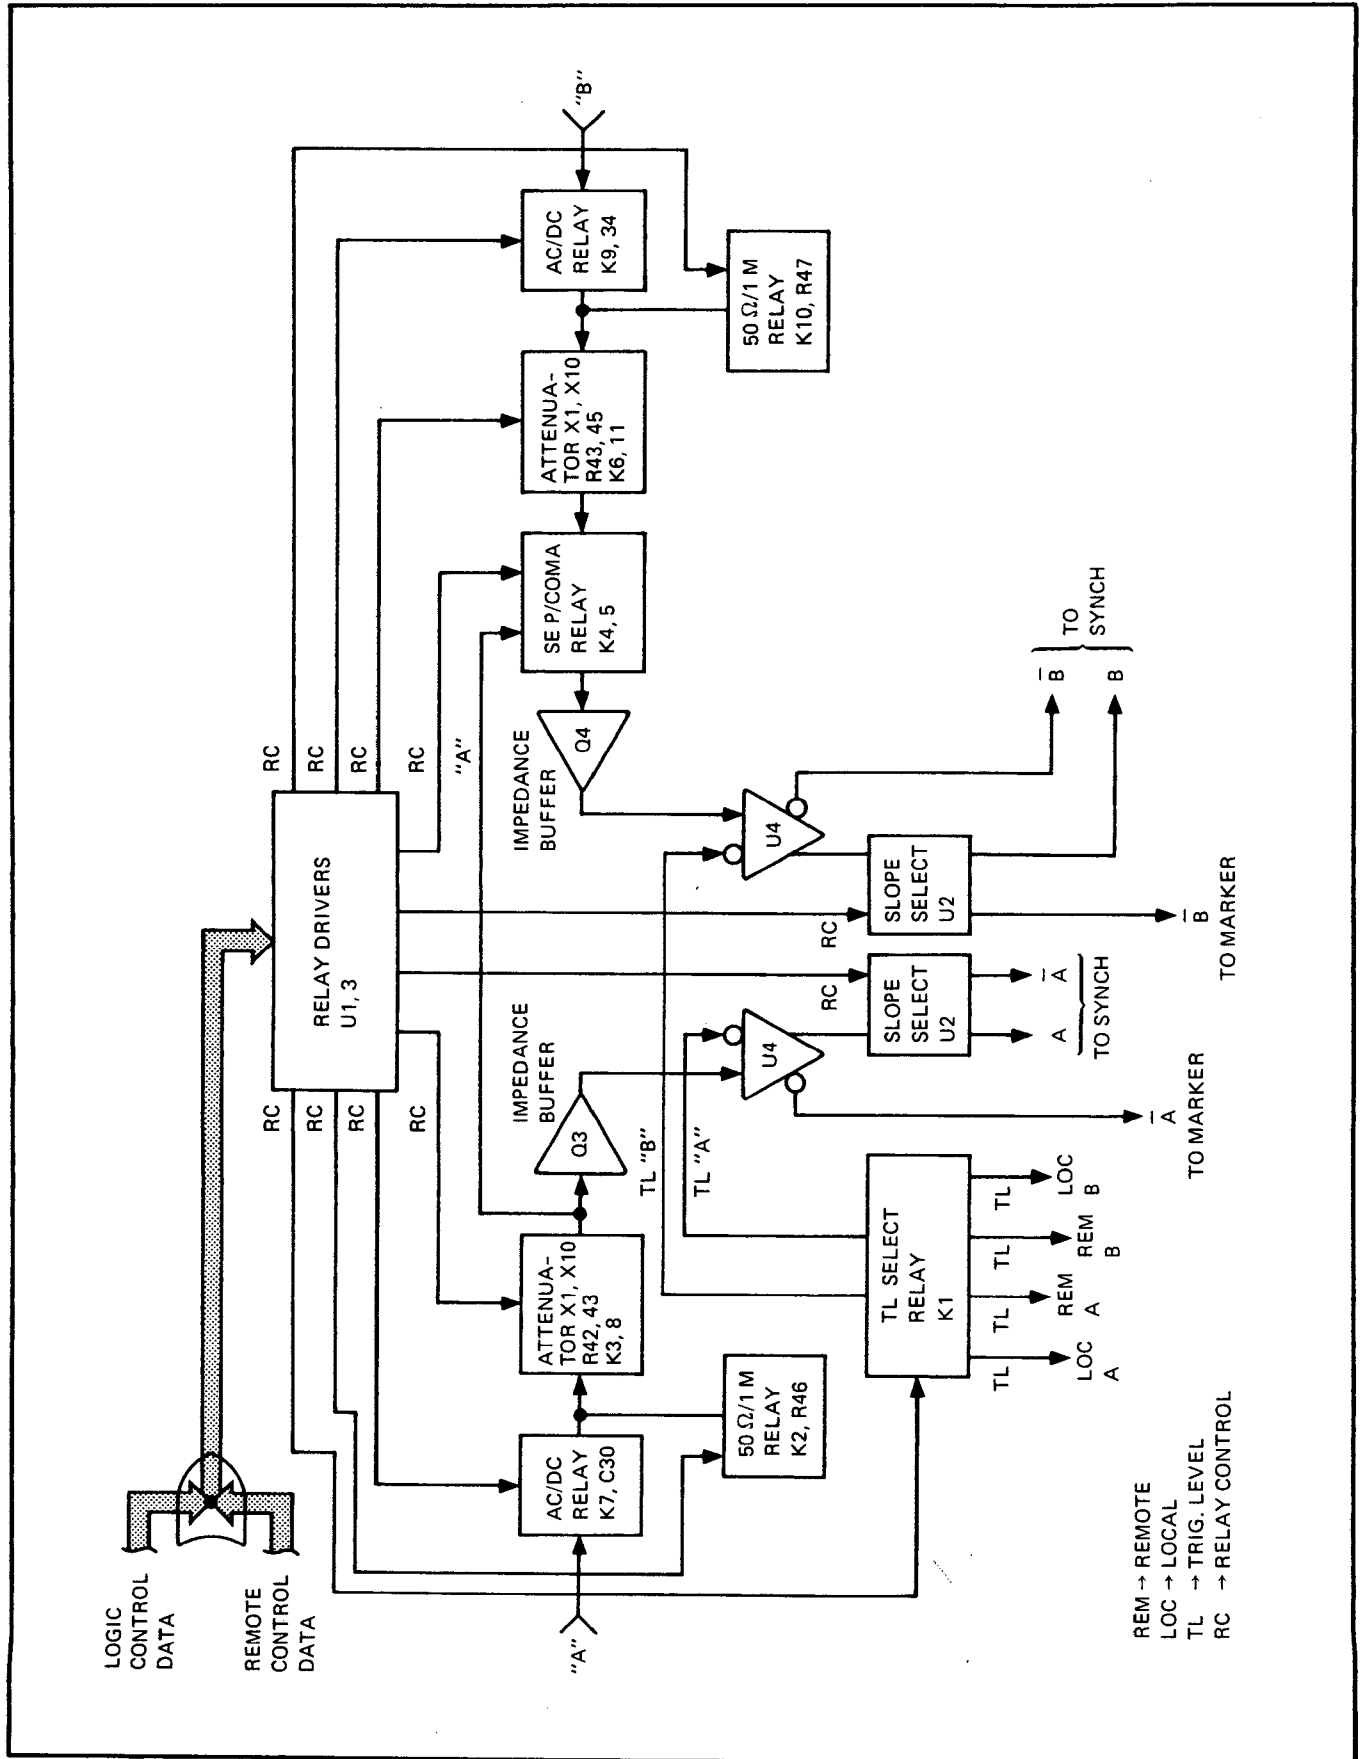 LOGIC
CONTROL
DATA
REMOTE
CONTROL
DATA
RELAY DRIVERS
U1, 3
RC
RC
RC
RC
RC
RC
RC
RC
"A"
"A"
AC/DC
RELAY
K7, C30
50 Ω/1 M
RELAY
K2, R46
ATTENUA-
TOR X1, X10
R42, 43
K3, 8
IMPEDANCE
BUFFER
Q3
IMPEDANCE
BUFFER
Q4
SE P/COMA
RELAY
K4, 5
ATTENUA-
TOR X1, X10
R43, 45
K6, 11
AC/DC
RELAY
K9, 34
"B"
50 Ω/1 M
RELAY
K10, R47
TL "B"
TL "A"
U4
U4
RC
RC
TL SELECT
RELAY
K1
SLOPE
SELECT
U2
SLOPE
SELECT
U2
TL
TL
TL
TL
LOC
A
REM
A
REM
B
LOC
B
A̅
TO MARKER
A
A̅
TO SYNCH
B̅
TO MARKER
B̅
B
TO
SYNCH
REM → REMOTE
LOC → LOCAL
TL → TRIG. LEVEL
RC → RELAY CONTROL